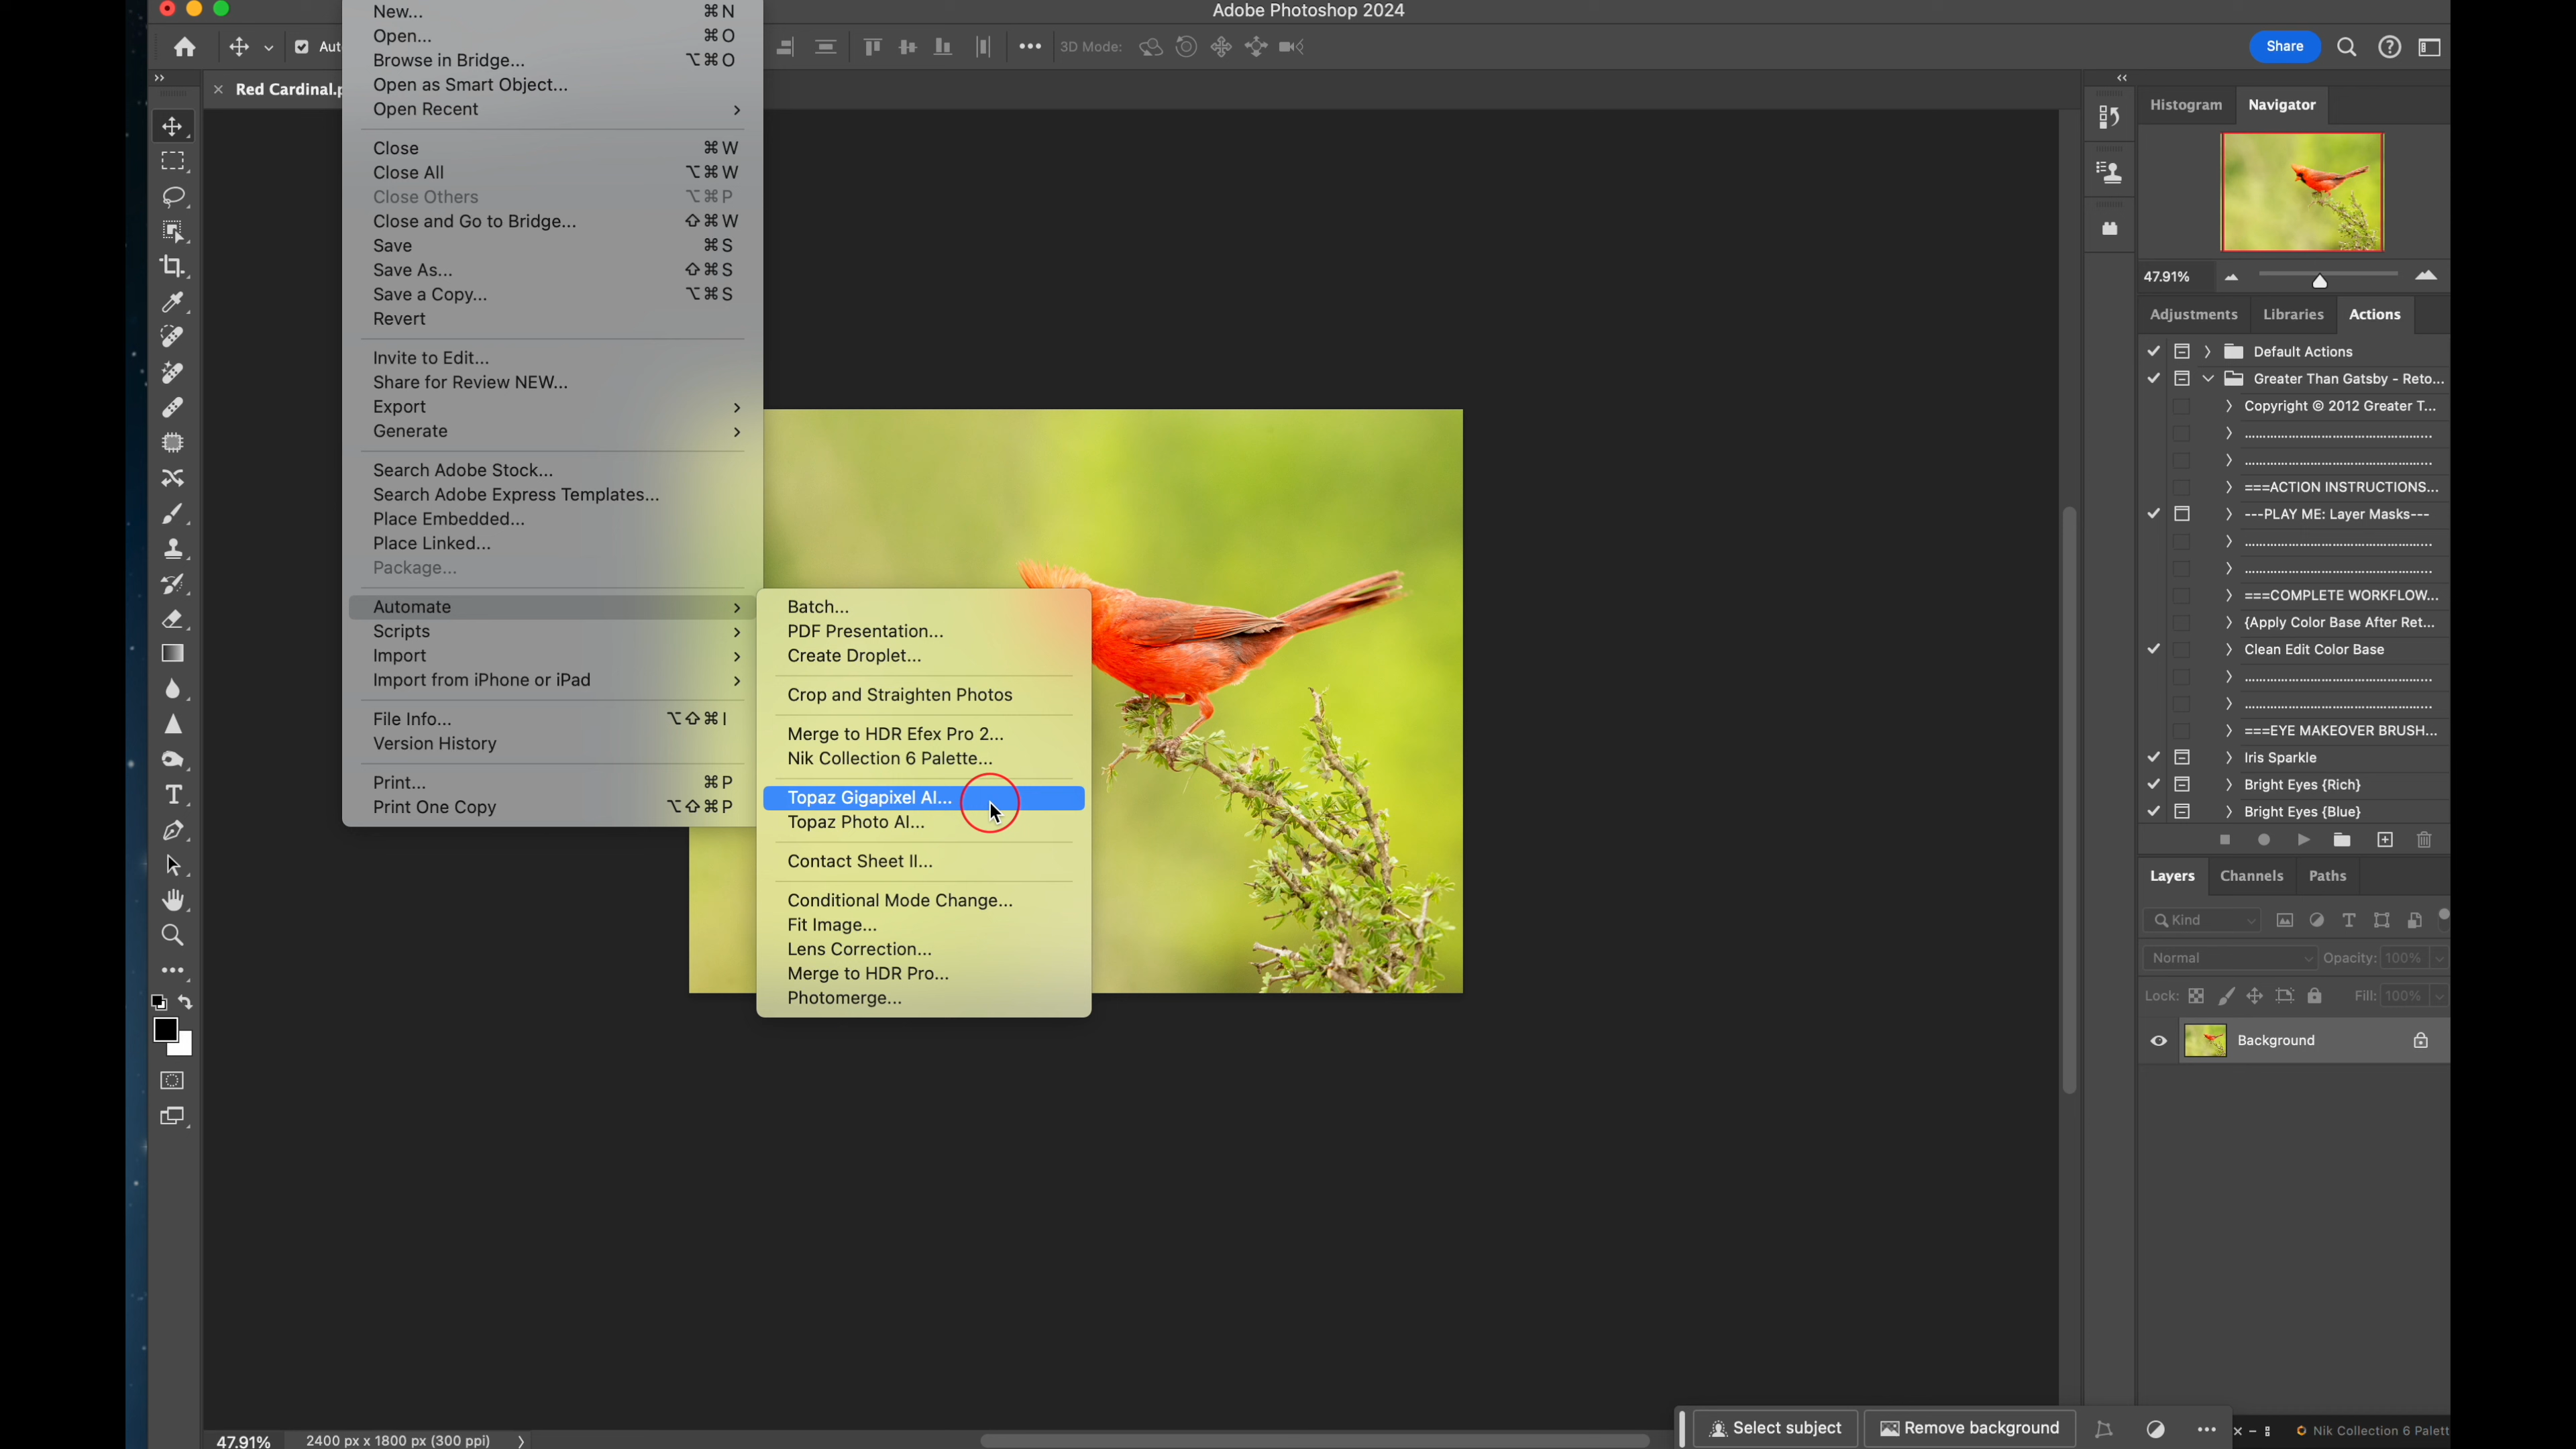 Adobe Photoshop 2024
3D Mode:
Share
Red Cardinal.p
New... ⌘N
Open... ⌘O
Browse in Bridge... ⌥⌘O
Open as Smart Object...
Open Recent
Close ⌘W
Close All ⌥⌘W
Close Others ⌥⌘P
Close and Go to Bridge... ⇧⌘W
Save ⌘S
Save As... ⇧⌘S
Save a Copy... ⌥⌘S
Revert
Invite to Edit...
Share for Review NEW...
Export
Generate
Search Adobe Stock...
Search Adobe Express Templates...
Place Embedded...
Place Linked...
Package...
Automate
Scripts
Import
Import from iPhone or iPad
File Info... ⌥⇧⌘I
Version History
Print... ⌘P
Print One Copy ⌥⇧⌘P
Batch...
PDF Presentation...
Create Droplet...
Crop and Straighten Photos
Merge to HDR Efex Pro 2...
Nik Collection 6 Palette...
Topaz Gigapixel AI...
Topaz Photo AI...
Contact Sheet II...
Conditional Mode Change...
Fit Image...
Lens Correction...
Merge to HDR Pro...
Photomerge...
Histogram Navigator
47.91%
Adjustments Libraries Actions
Default Actions
Greater Than Gatsby - Reto...
Copyright © 2012 Greater T...
===ACTION INSTRUCTIONS...
---PLAY ME: Layer Masks---
===COMPLETE WORKFLOW...
{Apply Color Base After Ret...
Clean Edit Color Base
===EYE MAKEOVER BRUSH...
Iris Sparkle
Bright Eyes {Rich}
Bright Eyes {Blue}
Layers Channels Paths
Kind
Normal Opacity: 100%
Lock: Fill: 100%
Background
47.91% 2400 px x 1800 px (300 ppi)
Select subject Remove background
Nik Collection 6 Palett